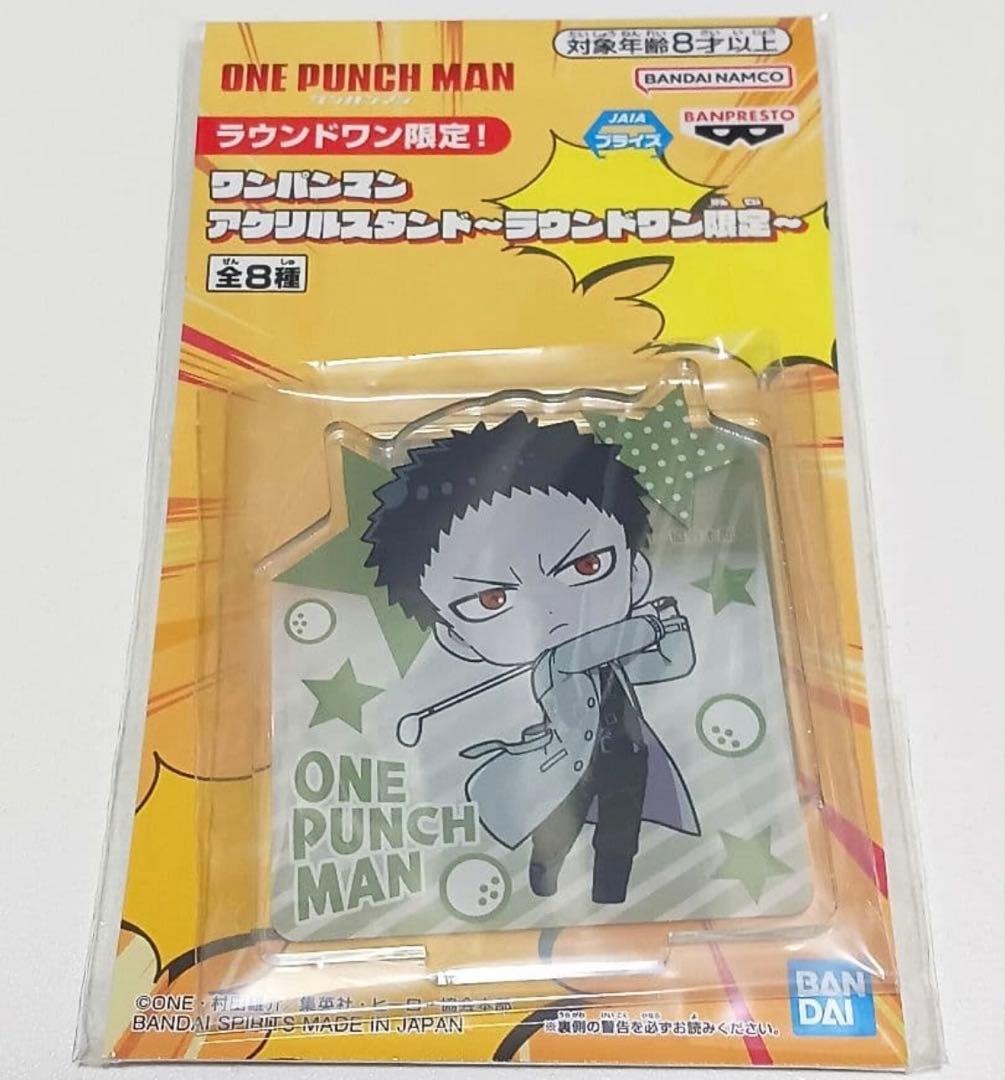 対象年齢8才以上
ONE PUNCH MAN
ワンパンマン
BANDAI NAMCO
JAIA
プライズ
BANPRESTO
ラウンドワン限定!
ワンパンマン
アクリルスタンド〜ラウンドワン限定〜
全8種
ONE
PUNCH
MAN
©ONE・村田雄介/集英社・ヒーロー協会本部
BANDAI SPIRITS MADE IN JAPAN
※裏側の警告を必ずお読みください。
BAN
DAI